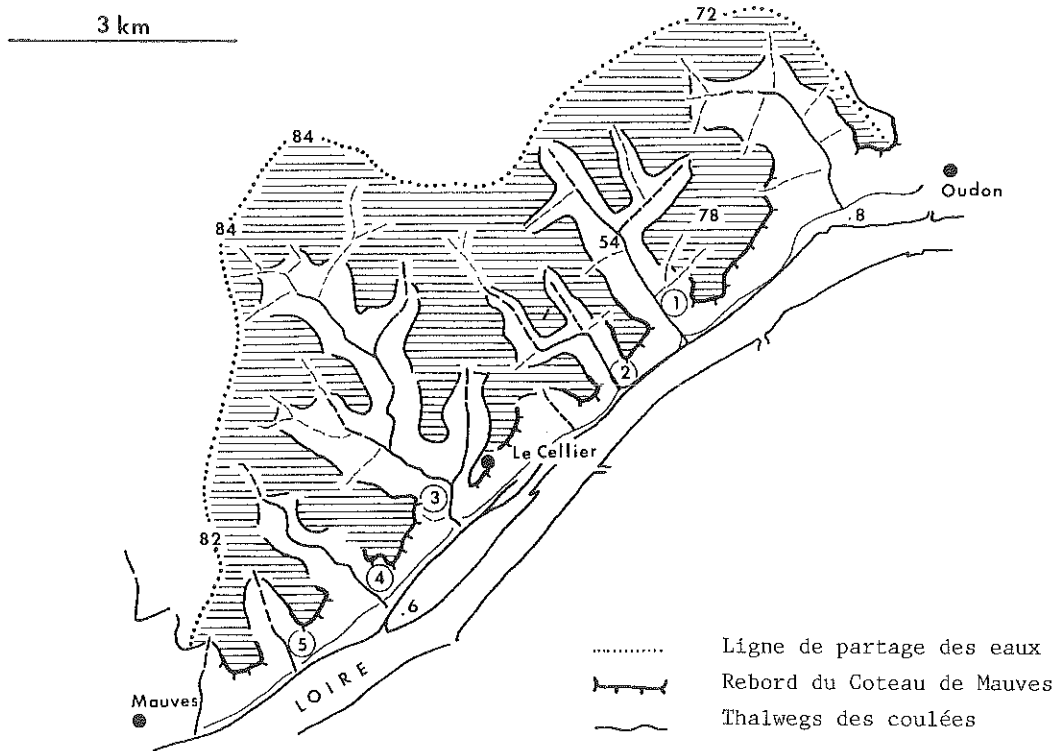 3 km
72
84
84
Oudon
78
.8
54
1
2
Le Cellier
3
82
4
.6
5
LOIRE
Mauves
Ligne de partage des eaux
Rebord du Coteau de Mauves
Thalwegs des coulées